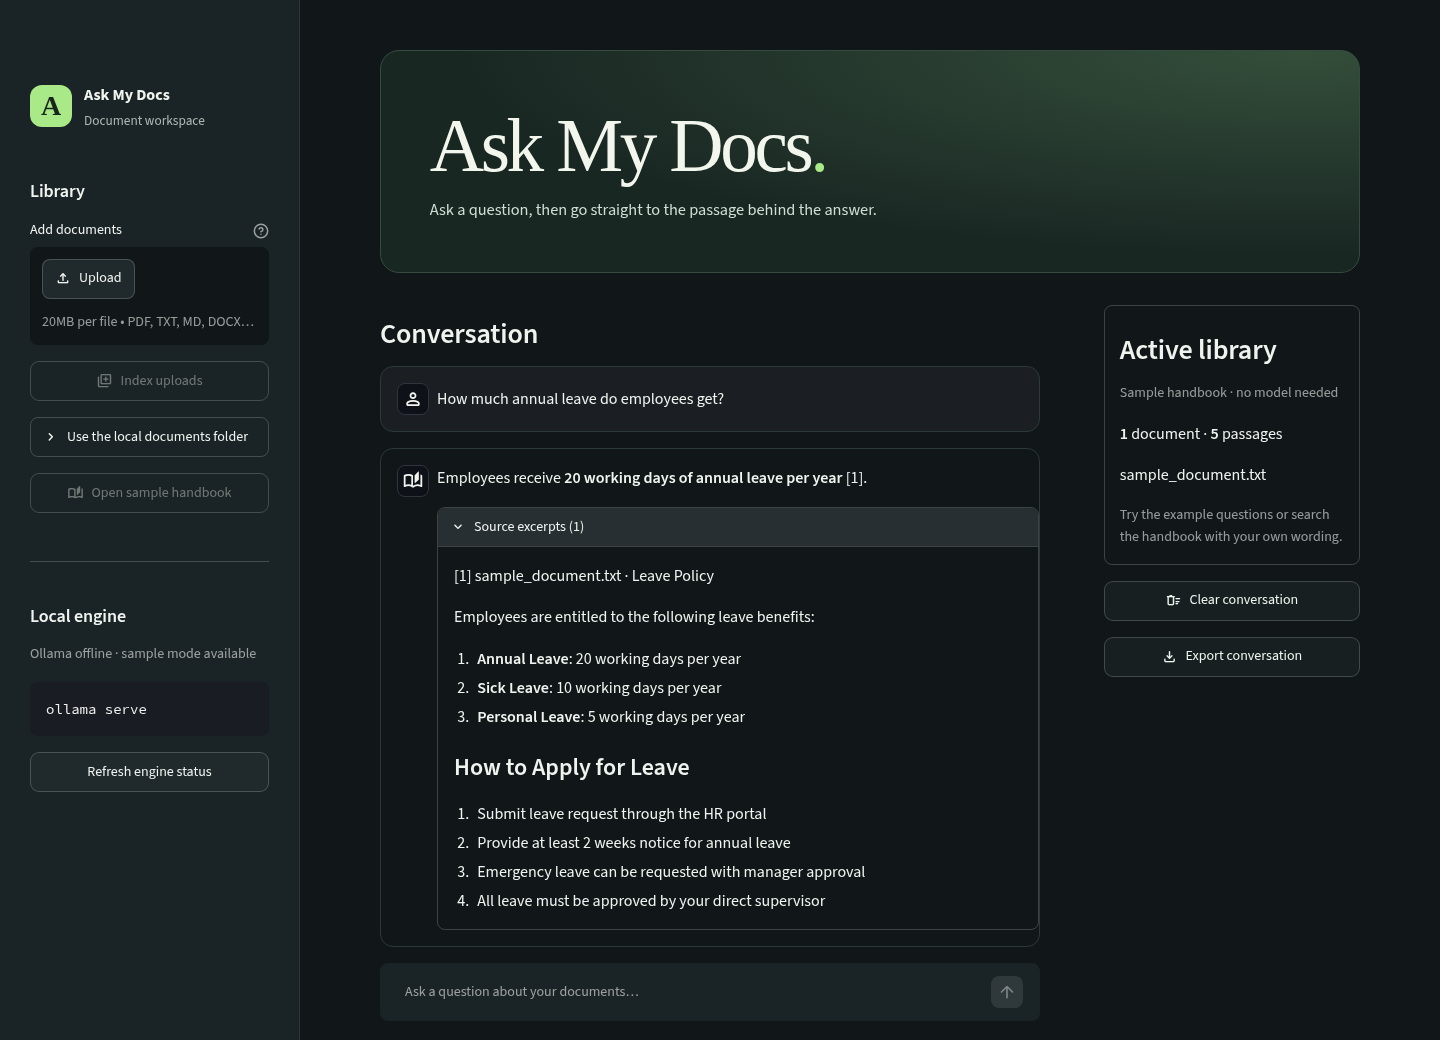 A
Ask My Docs
Document workspace
Library
Add documents
Upload
20MB per file • PDF, TXT, MD, DOCX…
Index uploads
Use the local documents folder
Open sample handbook
Local engine
Ollama offline · sample mode available
ollama serve
Refresh engine status
Ask My Docs.
Ask a question, then go straight to the passage behind the answer.
Conversation
How much annual leave do employees get?
Employees receive 20 working days of annual leave per year [1].
Source excerpts (1)
[1] sample_document.txt · Leave Policy
Employees are entitled to the following leave benefits:
1. Annual Leave: 20 working days per year
2. Sick Leave: 10 working days per year
3. Personal Leave: 5 working days per year
How to Apply for Leave
1. Submit leave request through the HR portal
2. Provide at least 2 weeks notice for annual leave
3. Emergency leave can be requested with manager approval
4. All leave must be approved by your direct supervisor
Ask a question about your documents…
Active library
Sample handbook · no model needed
1 document · 5 passages
sample_document.txt
Try the example questions or search
the handbook with your own wording.
Clear conversation
Export conversation